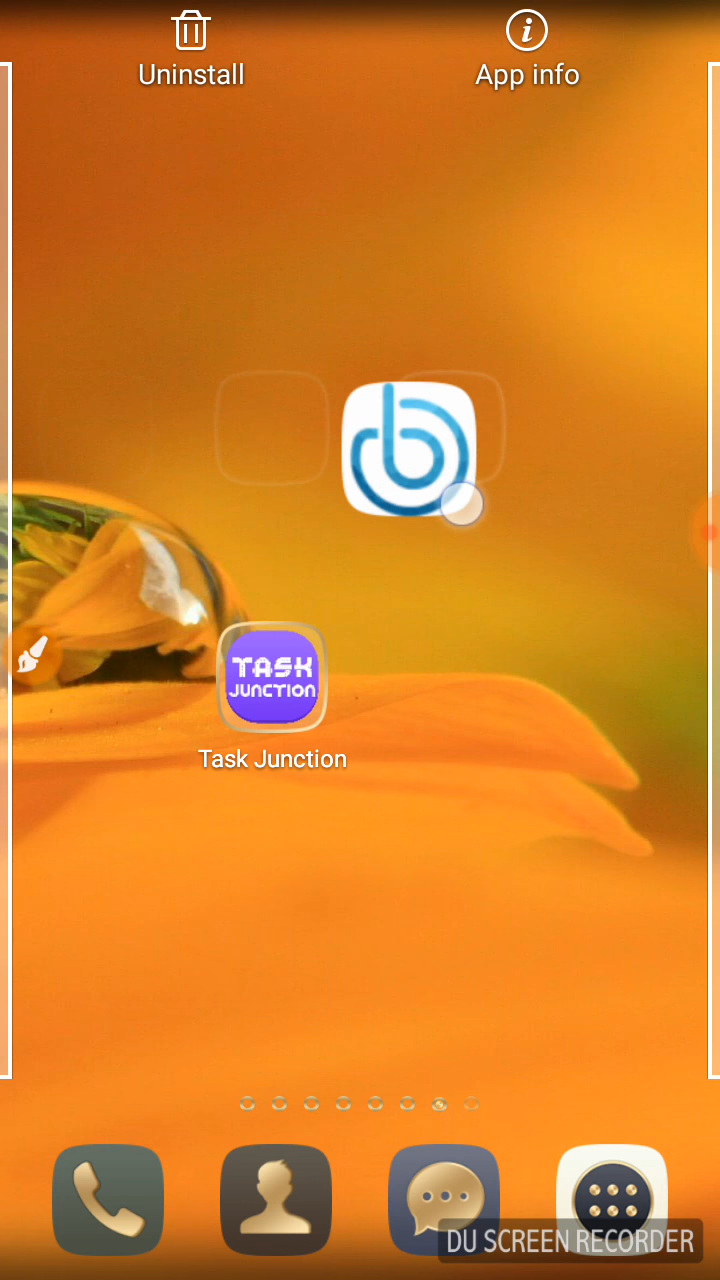 Uninstall
App info
TASK
JUNCTION
Task Junction
DU SCREEN RECORDER